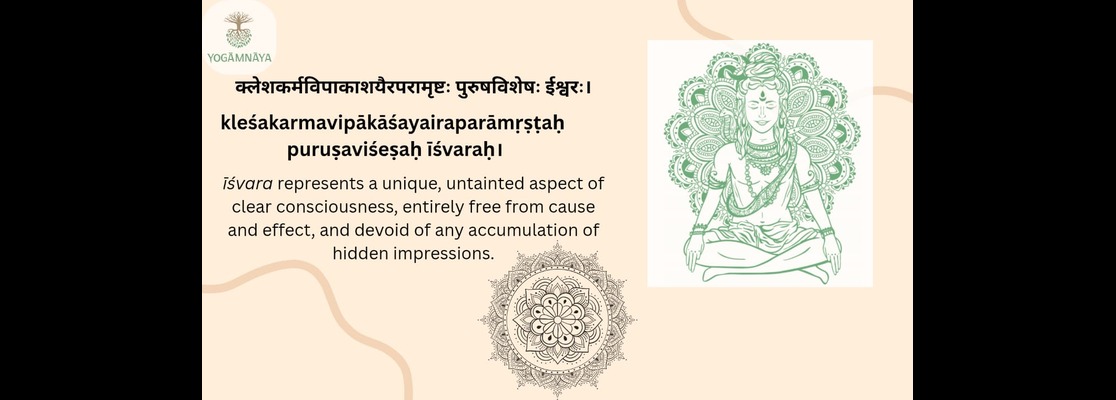 YOGĀMNĀYA
क्लेशकर्मविपाकाशयैरपरामृष्टः पुरुषविशेषः ईश्वरः।
kleśakarmavipākāśayairaparāmṛṣṭaḥ
puruṣaviśeṣaḥ īśvaraḥ।
īśvara represents a unique, untainted aspect of
clear consciousness, entirely free from cause
and effect, and devoid of any accumulation of
hidden impressions.